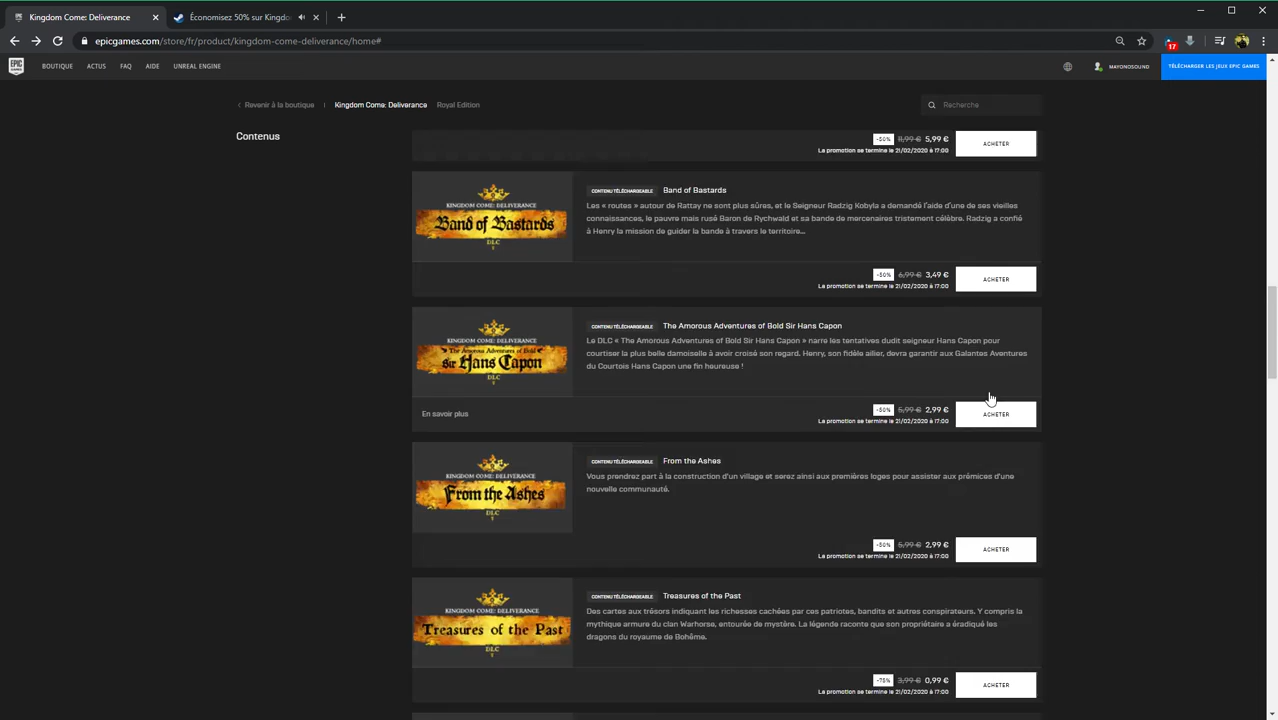 Kingdom Come: Deliverance
Économisez 50% sur Kingdo
epicgames.com/store/fr/product/kingdom-come-deliverance/home#
17
EPIC GAMES
BOUTIQUE
ACTUS
FAQ
AIDE
UNREAL ENGINE
MAYONOSOUND
TÉLÉCHARGER LES JEUX EPIC GAMES
Revenir à la boutique
Kingdom Come: Deliverance
Royal Edition
Recherche
Contenus
-50% 11,99 € 5,99 €
La promotion se termine le 21/02/2020 à 17:00
ACHETER
KINGDOM COME: DELIVERANCE
Band of Bastards
DLC
CONTENU TÉLÉCHARGEABLE Band of Bastards
Les « routes » autour de Rattay ne sont plus sûres, et le Seigneur Radzig Kobyla a demandé l'aide d'une de ses vieilles
connaissances, le pauvre mais rusé Baron de Rychwald et sa bande de mercenaires tristement célèbre. Radzig a confié
à Henry la mission de guider la bande à travers le territoire...
-50% 6,99 € 3,49 €
La promotion se termine le 21/02/2020 à 17:00
ACHETER
KINGDOM COME: DELIVERANCE
The Amorous Adventures of Bold
Sir Hans Capon
DLC
CONTENU TÉLÉCHARGEABLE The Amorous Adventures of Bold Sir Hans Capon
Le DLC « The Amorous Adventures of Bold Sir Hans Capon » narre les tentatives dudit seigneur Hans Capon pour
courtiser la plus belle damoiselle à avoir croisé son regard. Henry, son fidèle ailier, devra garantir aux Galantes Aventures
du Courtois Hans Capon une fin heureuse !
En savoir plus
-50% 5,99 € 2,99 €
La promotion se termine le 21/02/2020 à 17:00
ACHETER
KINGDOM COME: DELIVERANCE
From the Ashes
DLC
CONTENU TÉLÉCHARGEABLE From the Ashes
Vous prendrez part à la construction d'un village et serez ainsi aux premières loges pour assister aux prémices d'une
nouvelle communauté.
-50% 5,99 € 2,99 €
La promotion se termine le 21/02/2020 à 17:00
ACHETER
KINGDOM COME: DELIVERANCE
Treasures of the Past
DLC
CONTENU TÉLÉCHARGEABLE Treasures of the Past
Des cartes aux trésors indiquant les richesses cachées par ces patriotes, bandits et autres conspirateurs. Y compris la
mythique armure du clan Warhorse, entourée de mystère. La légende raconte que son propriétaire a éradiqué les
dragons du royaume de Bohême.
-75% 3,99 € 0,99 €
La promotion se termine le 21/02/2020 à 17:00
ACHETER